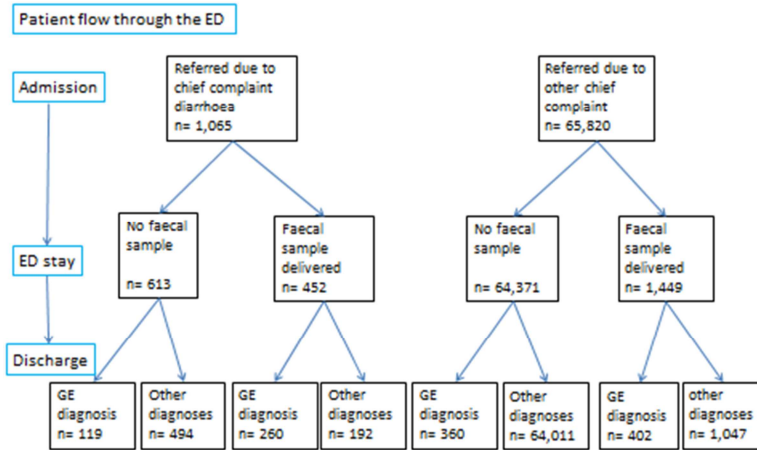 Patient flow through the ED
Admission
Referred due to
chief complaint
diarrhoea
n= 1,065
Referred due to
other chief
complaint
n= 65,820
ED stay
No faecal
sample
n= 613
Faecal
sample
delivered
n= 452
No faecal
sample
n= 64,371
Faecal
sample
delivered
n= 1,449
Discharge
GE
diagnosis
n= 119
Other
diagnoses
n= 494
GE
diagnosis
n= 260
Other
diagnoses
n= 192
GE
diagnosis
n= 360
Other
diagnoses
n= 64,011
GE
diagnosis
n= 402
other
diagnoses
n= 1,047